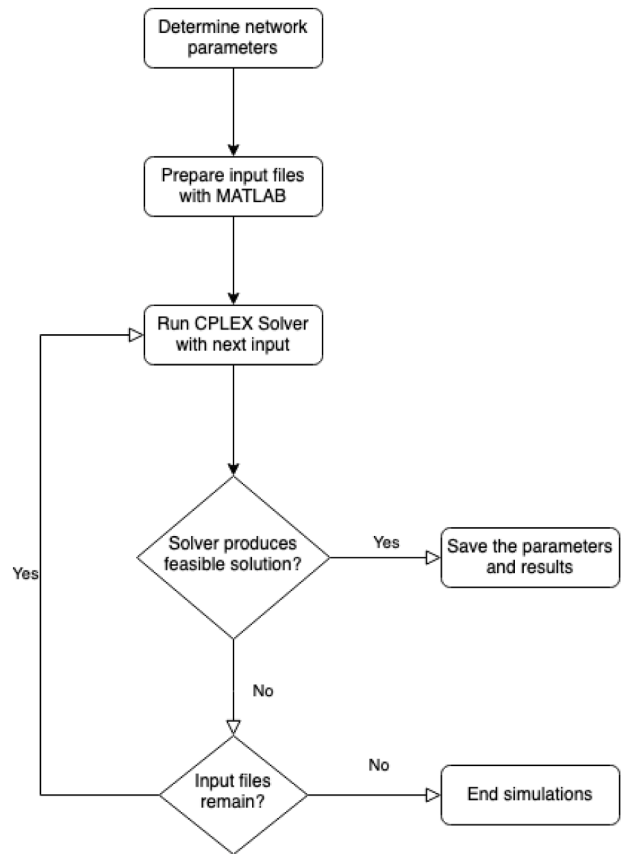 Determine network
parameters
Prepare input files
with MATLAB
Run CPLEX Solver
with next input
Solver produces
feasible solution?
Yes
Save the parameters
and results
Yes
No
Input files
remain?
No
End simulations